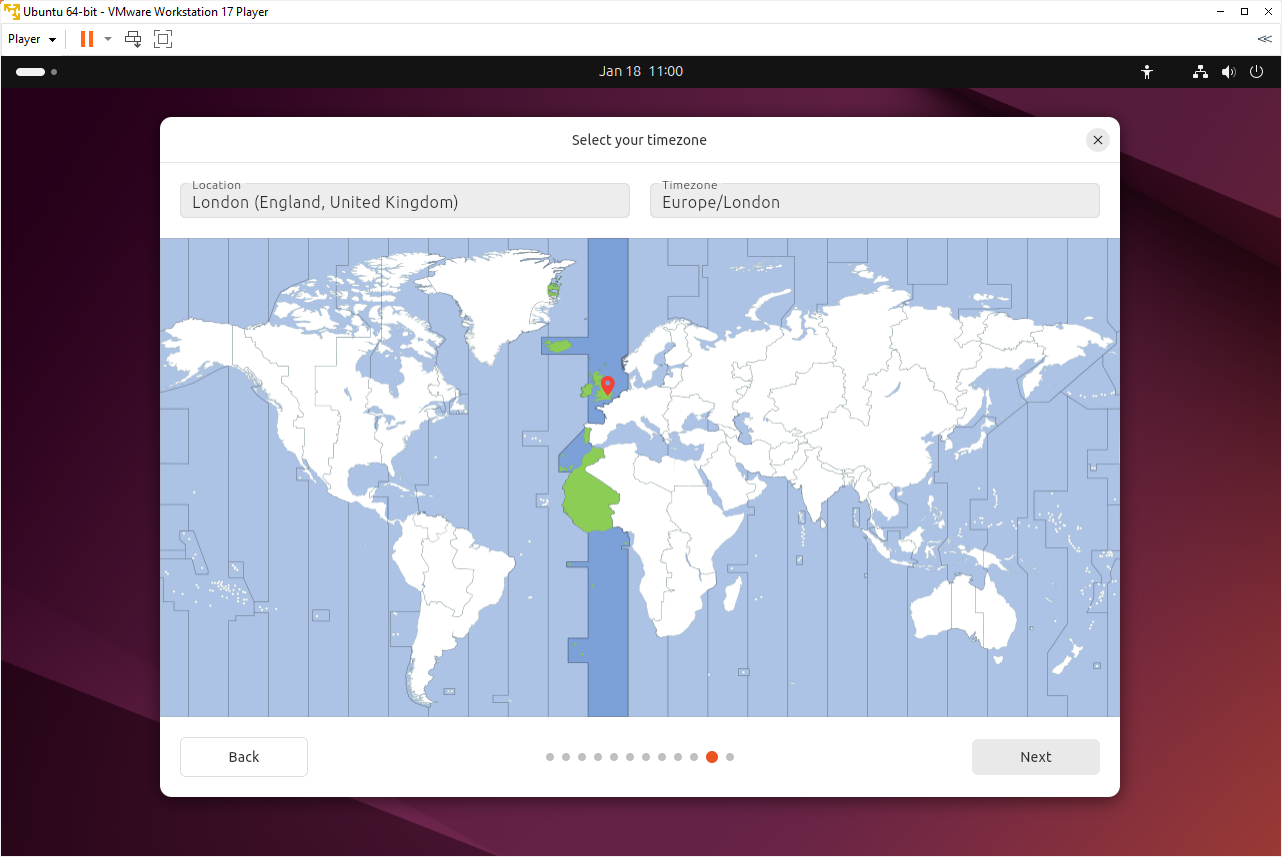 Ubuntu 64-bit - VMware Workstation 17 Player
Player
Jan 18 11:00
Select your timezone
Location
London (England, United Kingdom)
Timezone
Europe/London
Back
Next